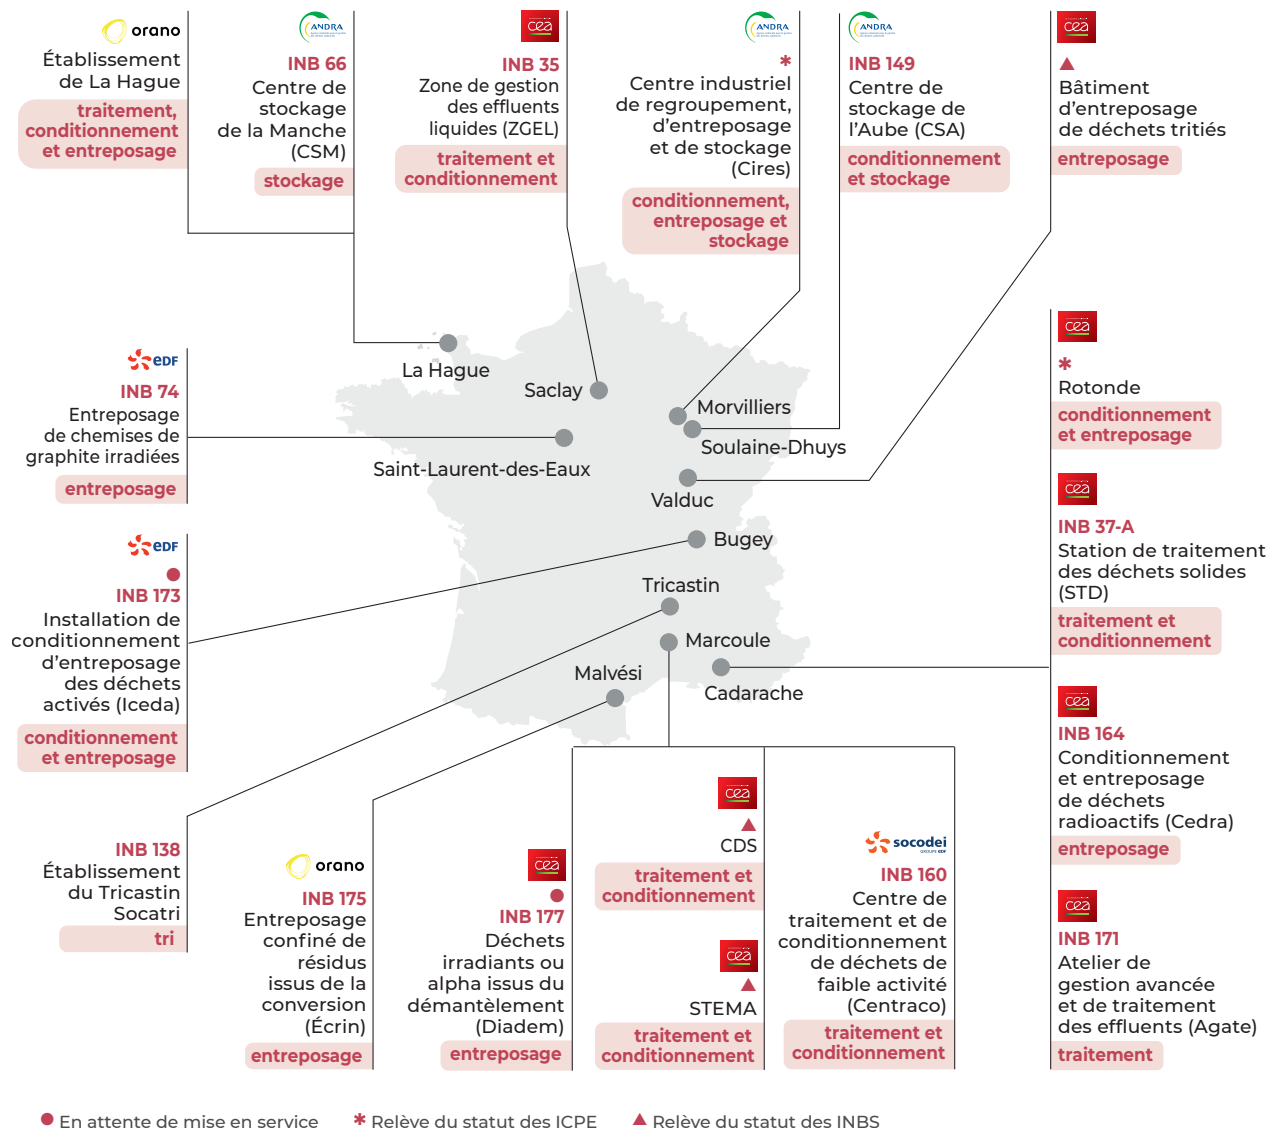 orano
Établissement
de La Hague
traitement,
conditionnement
et entreposage
ANDRA
INB 66
Centre de
stockage
de la Manche
(CSM)
stockage
cea
INB 35
Zone de gestion
des effluents
liquides (ZGEL)
traitement et
conditionnement
ANDRA
*
Centre industriel
de regroupement,
d’entreposage
et de stockage
(Cires)
conditionnement,
entreposage et
stockage
ANDRA
INB 149
Centre de
stockage de
l’Aube (CSA)
conditionnement
et stockage
cea
Bâtiment
d’entreposage
de déchets tritiés
entreposage
La Hague
Saclay
Morvilliers
Soulaine-Dhuys
Saint-Laurent-des-Eaux
Valduc
Bugey
Tricastin
Marcoule
Malvési
Cadarache
edf
INB 74
Entreposage
de chemises de
graphite irradiées
entreposage
edf
INB 173
Installation de
conditionnement
d’entreposage
des déchets
activés (Iceda)
conditionnement
et entreposage
INB 138
Établissement
du Tricastin
Socatri
tri
orano
INB 175
Entreposage
confiné de
résidus
issus de la
conversion
(Écrin)
entreposage
cea
INB 177
Déchets
irradiants ou
alpha issus du
démantèlement
(Diadem)
entreposage
cea
CDS
traitement et
conditionnement
cea
STEMA
traitement et
conditionnement
socodei
GROUPE EDF
INB 160
Centre de
traitement et de
conditionnement
de déchets de
faible activité
(Centraco)
traitement et
conditionnement
cea
*
Rotonde
conditionnement
et entreposage
cea
INB 37-A
Station de traitement
des déchets solides
(STD)
traitement et
conditionnement
cea
INB 164
Conditionnement
et entreposage
de déchets
radioactifs (Cedra)
entreposage
cea
INB 171
Atelier de
gestion avancée
et de traitement
des effluents (Agate)
traitement
En attente de mise en service * Relève du statut des ICPE Relève du statut des INBS